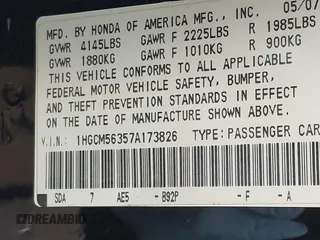 MFD. BY HONDA OF AMERICA MFG., INC. 05/07
GVWR 4145LBS GAWR F 2225LBS R 1985LBS
GVWR 1880KG GAWR F 1010KG R 900KG
THIS VEHICLE CONFORMS TO ALL APPLICABLE
FEDERAL MOTOR VEHICLE SAFETY, BUMPER,
AND THEFT PREVENTION STANDARDS IN EFFECT
ON THE DATE OF MANUFACTURE SHOWN ABOVE.
V.I.N.: 1HGCM56357A173826 TYPE:PASSENGER CAR
SDA 7 AE5 - B92P - F - A
DREAMBID